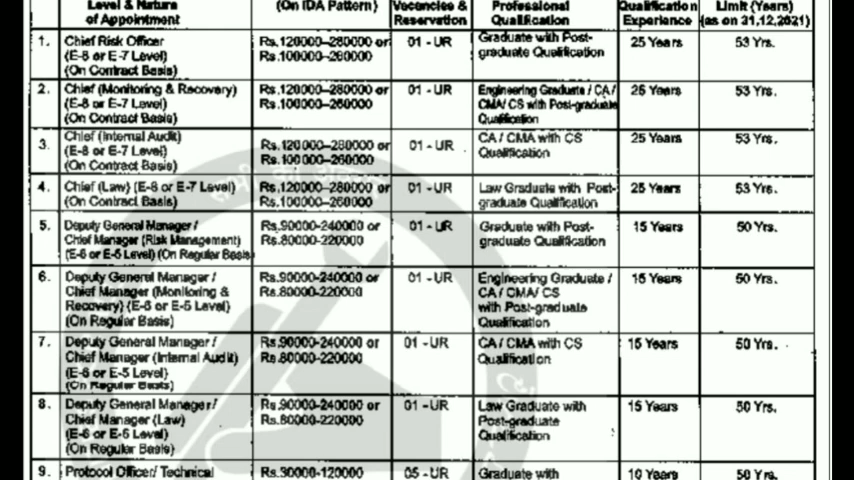 Level & Nature of Appointment
(On IDA Pattern)
Vacancies & Reservation
Professional Qualification
Qualification Experience
Limit (Years) (as on 31.12.2021)
1. Chief Risk Officer (E-8 or E-7 Level) (On Contract Basis)
Rs.120000–280000 or Rs.100000–260000
01 - UR
Graduate with Post-graduate Qualification
25 Years
53 Yrs.
2. Chief (Monitoring & Recovery) (E-8 or E-7 Level) (On Contract Basis)
Rs.120000–280000 or Rs.100000–260000
01 - UR
Engineering Graduate / CA / CMA/ CS with Post-graduate Qualification
25 Years
53 Yrs.
3. Chief (Internal Audit) (E-8 or E-7 Level) (On Contract Basis)
Rs.120000–280000 or Rs.100000–260000
01 - UR
CA / CMA with CS Qualification
25 Years
53 Yrs.
4. Chief (Law) (E-8 or E-7 Level) (On Contract Basis)
Rs.120000–280000 or Rs.100000–260000
01 - UR
Law Graduate with Post-graduate Qualification
25 Years
53 Yrs.
5. Deputy General Manager / Chief Manager (Risk Management) (E-6 or E-5 Level) (On Regular Basis
Rs.90000-240000 or Rs.80000-220000
01 - UR
Graduate with Post-graduate Qualification
15 Years
50 Yrs.
6. Deputy General Manager / Chief Manager (Monitoring & Recovery) (E-6 or E-5 Level) (On Regular Basis)
Rs.90000-240000 or Rs.80000-220000
01 - UR
Engineering Graduate / CA / CMA/ CS with Post-graduate Qualification
15 Years
50 Yrs.
7. Deputy General Manager / Chief Manager (Internal Audit) (E-6 or E-5 Level) (On Regular Basis)
Rs.90000-240000 or Rs.80000-220000
01 - UR
CA / CMA with CS Qualification
15 Years
50 Yrs.
8. Deputy General Manager/ Chief Manager (Law) (E-6 or E-5 Level) (On Regular Basis)
Rs.90000-240000 or Rs.80000-220000
01 - UR
Law Graduate with Post-graduate Qualification
15 Years
50 Yrs.
9. Protocol Officer/ Technical
Rs.30000-120000
05 - UR
Graduate with
10 Years
50 Yrs.